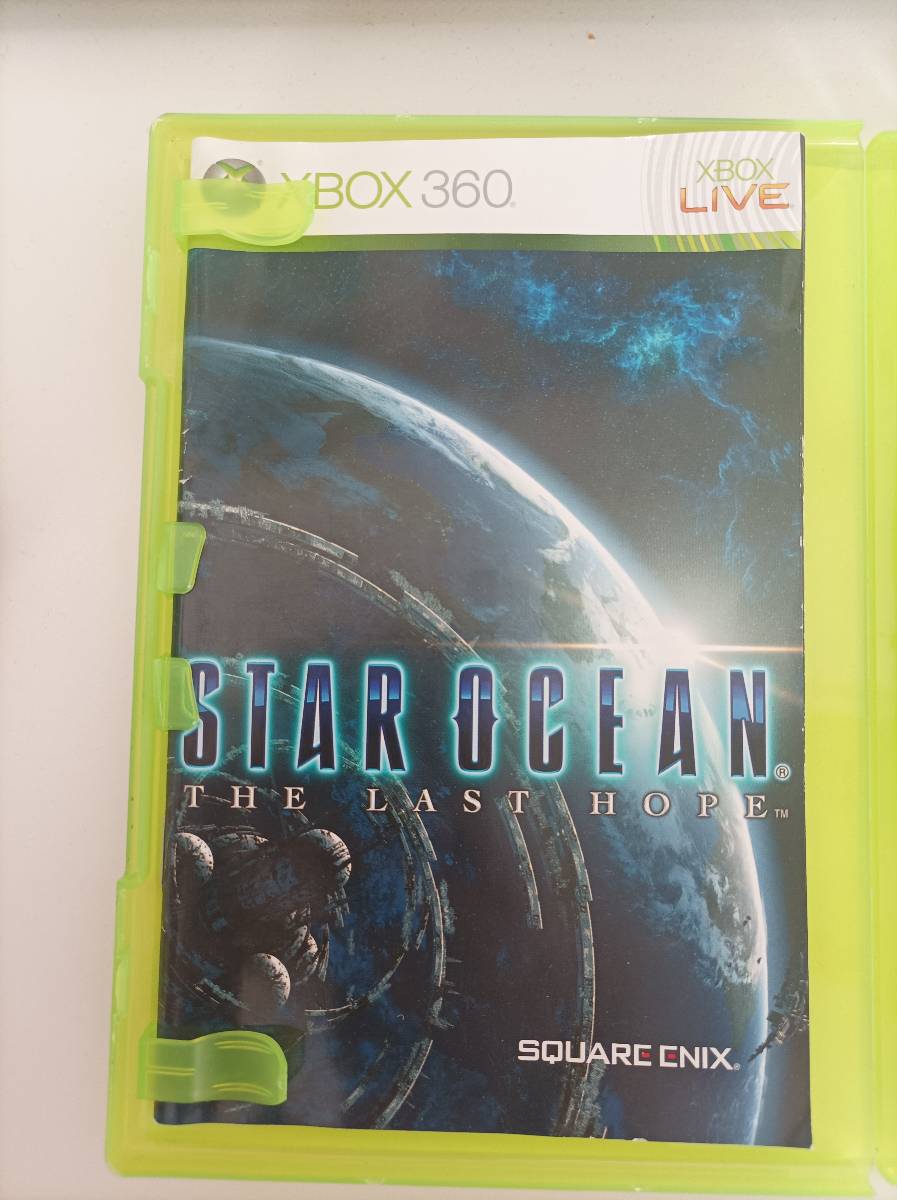 XBOX 360®
XBOX
LIVE
STAR OCEAN®
THE LAST HOPE™
SQUARE ENIX®